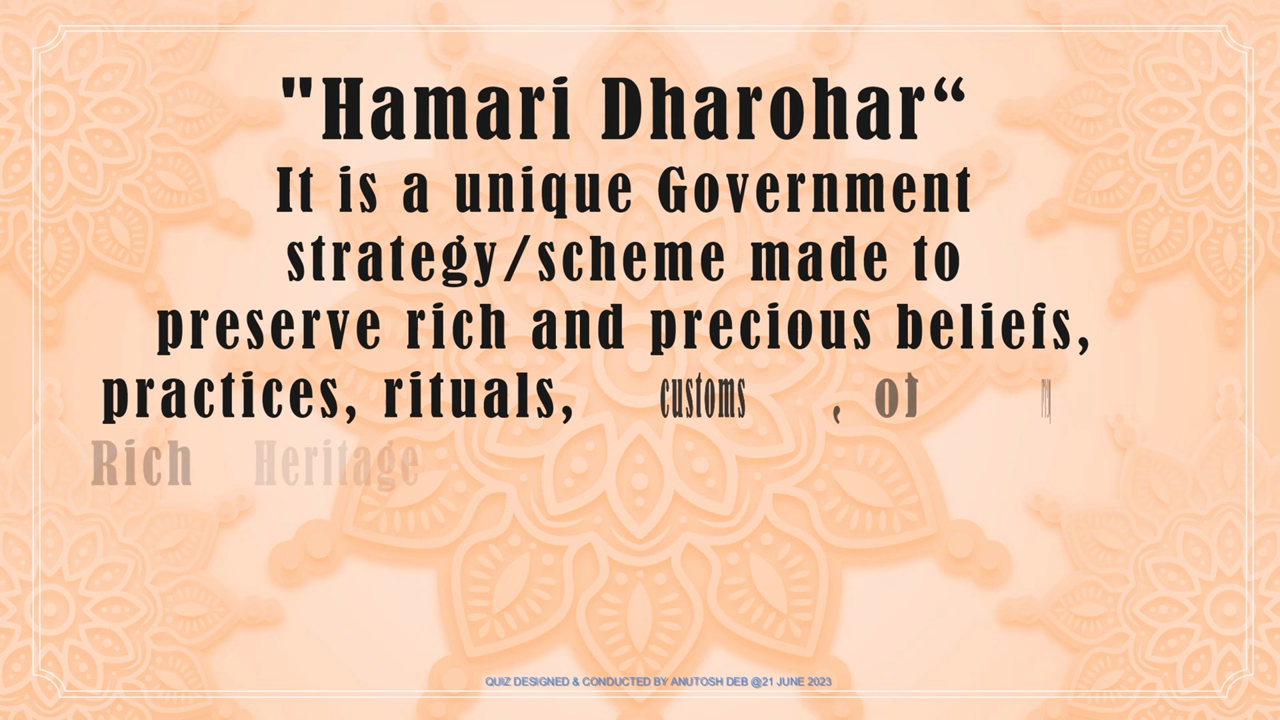 "Hamari Dharohar“
It is a unique Government
strategy/scheme made to
preserve rich and precious beliefs,
practices, rituals, customs , of
Rich Heritage
QUIZ DESIGNED & CONDUCTED BY ANUTOSH DEB @21 JUNE 2023